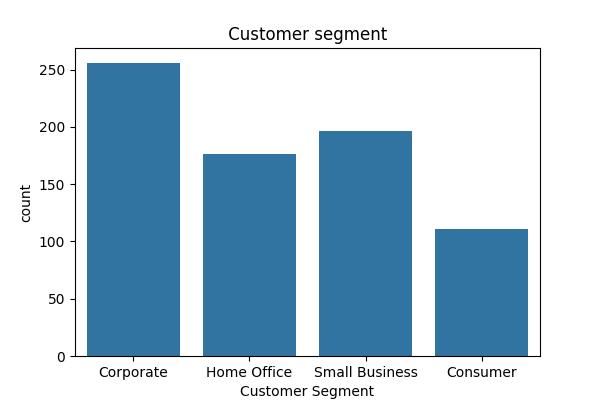 Customer segment
250
200
150
100
50
0
count
Corporate Home Office Small Business Consumer
Customer Segment